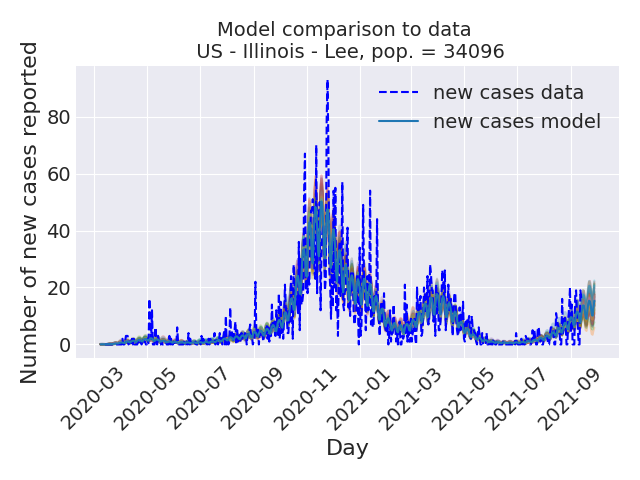 Model comparison to data
US - Illinois - Lee, pop. = 34096
Number of new cases reported
80
60
40
20
0
new cases data
new cases model
2020-03
2020-05
2020-07
2020-09
2020-11
2021-01
2021-03
2021-05
2021-07
2021-09
Day